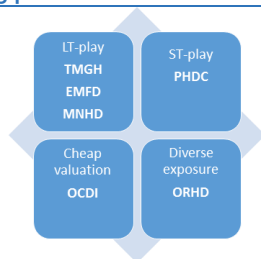 LT-play
TMGH
EMFD
MNHD
ST-play
PHDC
Cheap
valuation
OCDI
Diverse
exposure
ORHD